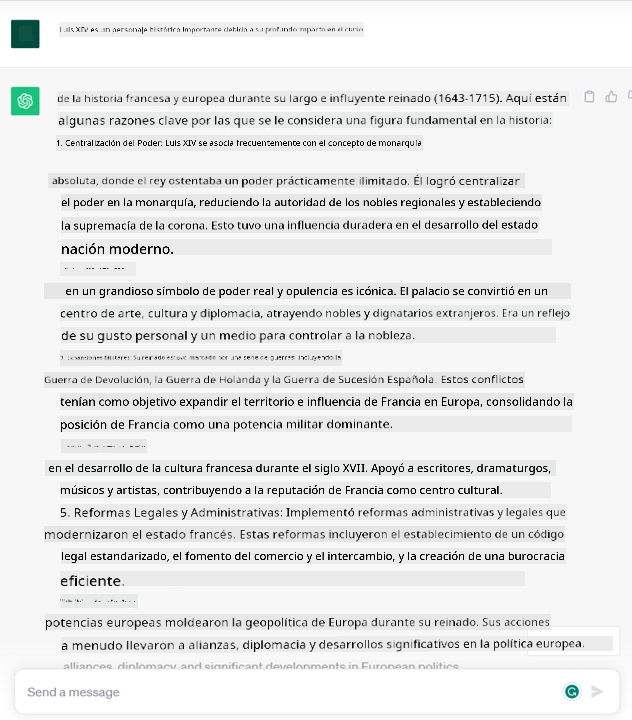 Luis XIV es un personaje histórico importante debido a su profundo impacto en el curso
de la historia francesa y europea durante su largo e influyente reinado (1643-1715). Aquí están
algunas razones clave por las que se le considera una figura fundamental en la historia:
1. Centralización del Poder: Luis XIV se asocia frecuentemente con el concepto de monarquía
absoluta, donde el rey ostentaba un poder prácticamente ilimitado. Él logró centralizar
el poder en la monarquía, reduciendo la autoridad de los nobles regionales y estableciendo
la supremacía de la corona. Esto tuvo una influencia duradera en el desarrollo del estado
nación moderno.
en un grandioso símbolo de poder real y opulencia es icónica. El palacio se convirtió en un
centro de arte, cultura y diplomacia, atrayendo nobles y dignatarios extranjeros. Era un reflejo
de su gusto personal y un medio para controlar a la nobleza.
3. Expansiones Militares: Su reinado estuvo marcado por una serie de guerras, incluyendo la
Guerra de Devolución, la Guerra de Holanda y la Guerra de Sucesión Española. Estos conflictos
tenían como objetivo expandir el territorio e influencia de Francia en Europa, consolidando la
posición de Francia como una potencia militar dominante.
en el desarrollo de la cultura francesa durante el siglo XVII. Apoyó a escritores, dramaturgos,
músicos y artistas, contribuyendo a la reputación de Francia como centro cultural.
5. Reformas Legales y Administrativas: Implementó reformas administrativas y legales que
modernizaron el estado francés. Estas reformas incluyeron el establecimiento de un código
legal estandarizado, el fomento del comercio y el intercambio, y la creación de una burocracia
eficiente.
potencias europeas moldearon la geopolítica de Europa durante su reinado. Sus acciones
a menudo llevaron a alianzas, diplomacia y desarrollos significativos en la política europea.
alliances, diplomacy, and significant developments in European politics.
Send a message